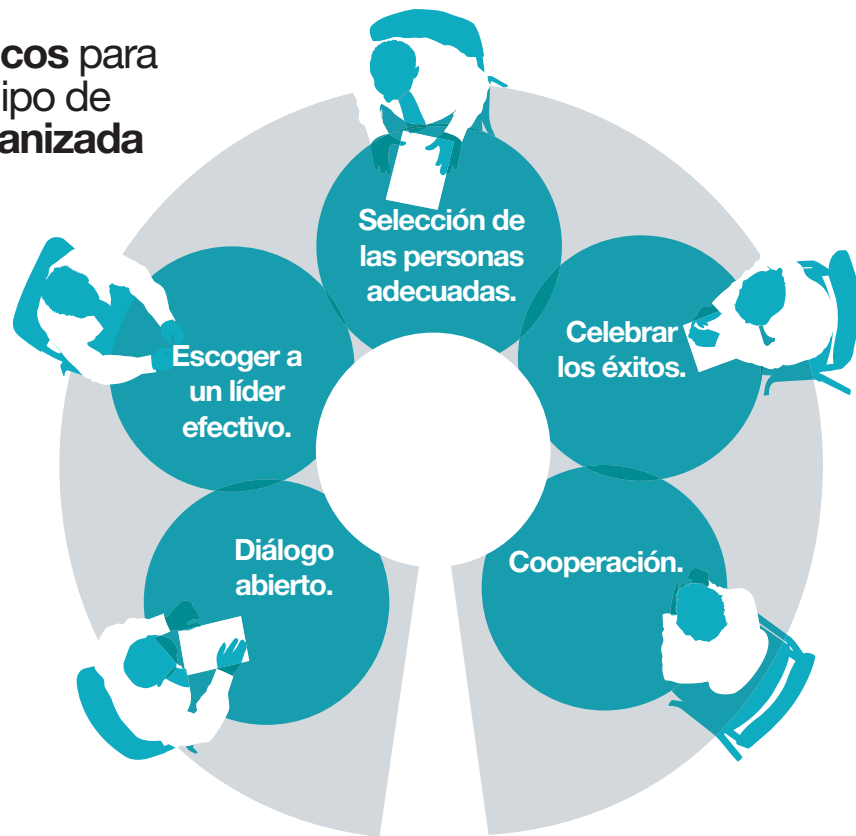 cos para
ipo de
anizada
Selección de
las personas
adecuadas.
Escoger a
un líder
efectivo.
Celebrar
los éxitos.
Diálogo
abierto.
Cooperación.